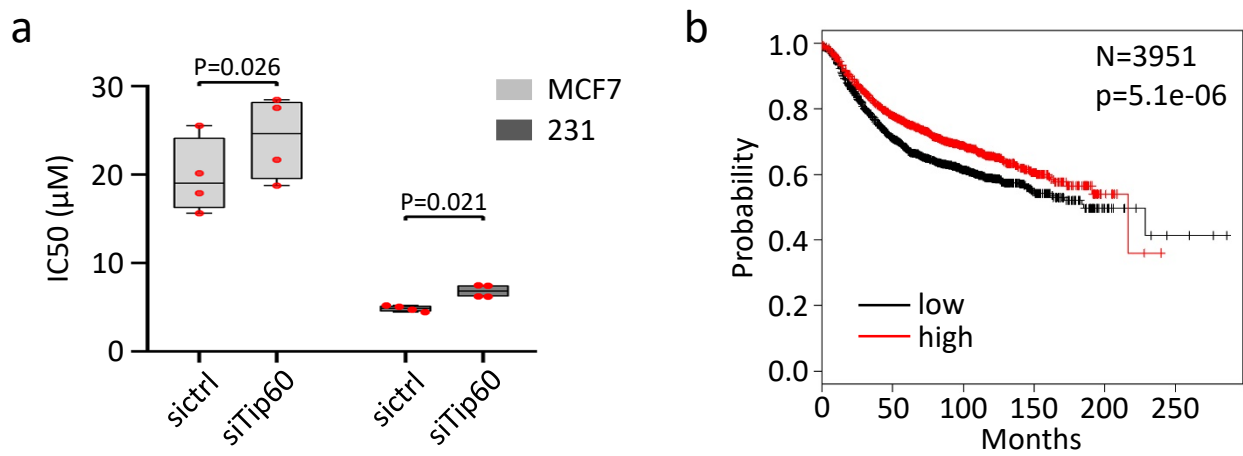 a
P=0.026
MCF7
231
30
20
10
0
IC50 (μM)
P=0.021
sictrl
siTip60
sictrl
siTip60
b
N=3951
p=5.1e-06
1.0
0.8
0.6
0.4
0.2
0.0
Probability
low
high
0
50
100
150
200
250
Months